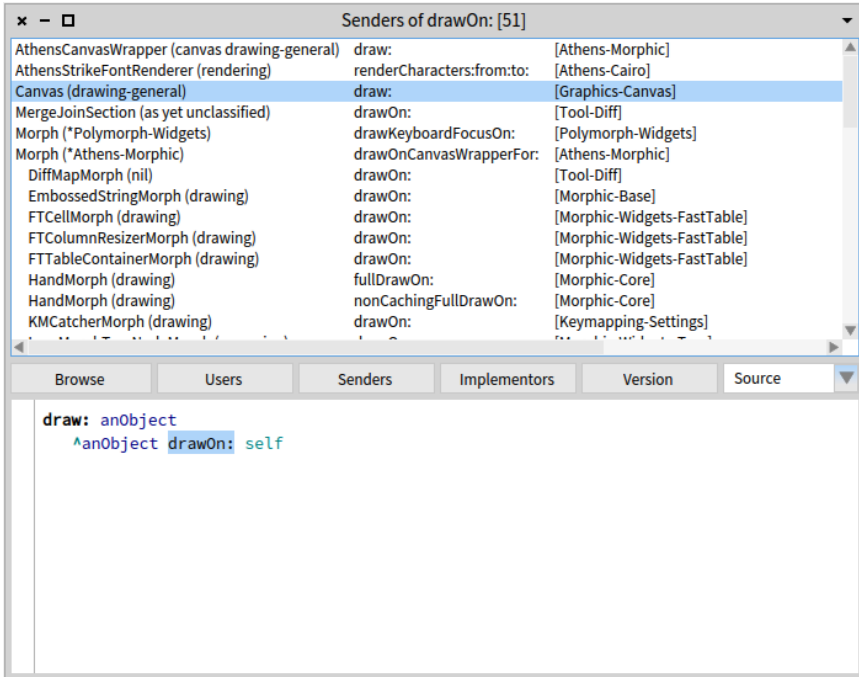 Senders of drawOn: [51]
AthensCanvasWrapper (canvas drawing-general) draw: [Athens-Morphic]
AthensStrikeFontRenderer (rendering) renderCharacters:from:to: [Athens-Cairo]
Canvas (drawing-general) draw: [Graphics-Canvas]
MergeJoinSection (as yet unclassified) drawOn: [Tool-Diff]
Morph (*Polymorph-Widgets) drawKeyboardFocusOn: [Polymorph-Widgets]
Morph (*Athens-Morphic) drawOnCanvasWrapperFor: [Athens-Morphic]
DiffMapMorph (nil) drawOn: [Tool-Diff]
EmbossedStringMorph (drawing) drawOn: [Morphic-Base]
FTCellMorph (drawing) drawOn: [Morphic-Widgets-FastTable]
FTColumnResizerMorph (drawing) drawOn: [Morphic-Widgets-FastTable]
FTTableContainerMorph (drawing) drawOn: [Morphic-Widgets-FastTable]
HandMorph (drawing) fullDrawOn: [Morphic-Core]
HandMorph (drawing) nonCachingFullDrawOn: [Morphic-Core]
KMCatcherMorph (drawing) drawOn: [Keymapping-Settings]
Browse Users Senders Implementors Version Source
draw: anObject
^anObject drawOn: self